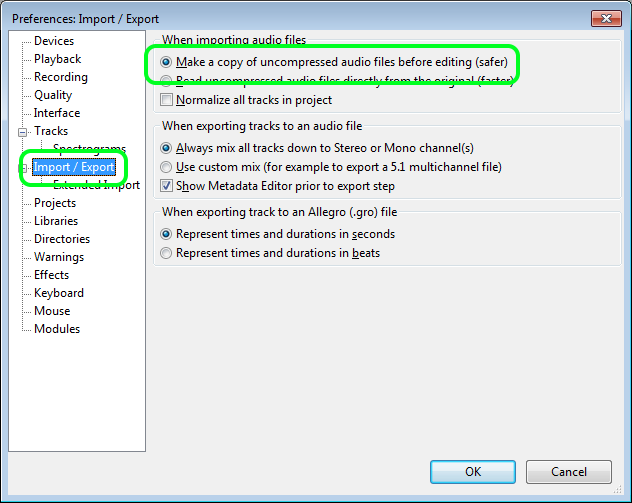 Preferences: Import / Export
Devices
Playback
Recording
Quality
Interface
Tracks
Spectrograms
Import / Export
Extended Import
Projects
Libraries
Directories
Warnings
Effects
Keyboard
Mouse
Modules
When importing audio files
Make a copy of uncompressed audio files before editing (safer)
Read uncompressed audio files directly from the original (faster)
Normalize all tracks in project
When exporting tracks to an audio file
Always mix all tracks down to Stereo or Mono channel(s)
Use custom mix (for example to export a 5.1 multichannel file)
Show Metadata Editor prior to export step
When exporting track to an Allegro (.gro) file
Represent times and durations in seconds
Represent times and durations in beats
OK
Cancel